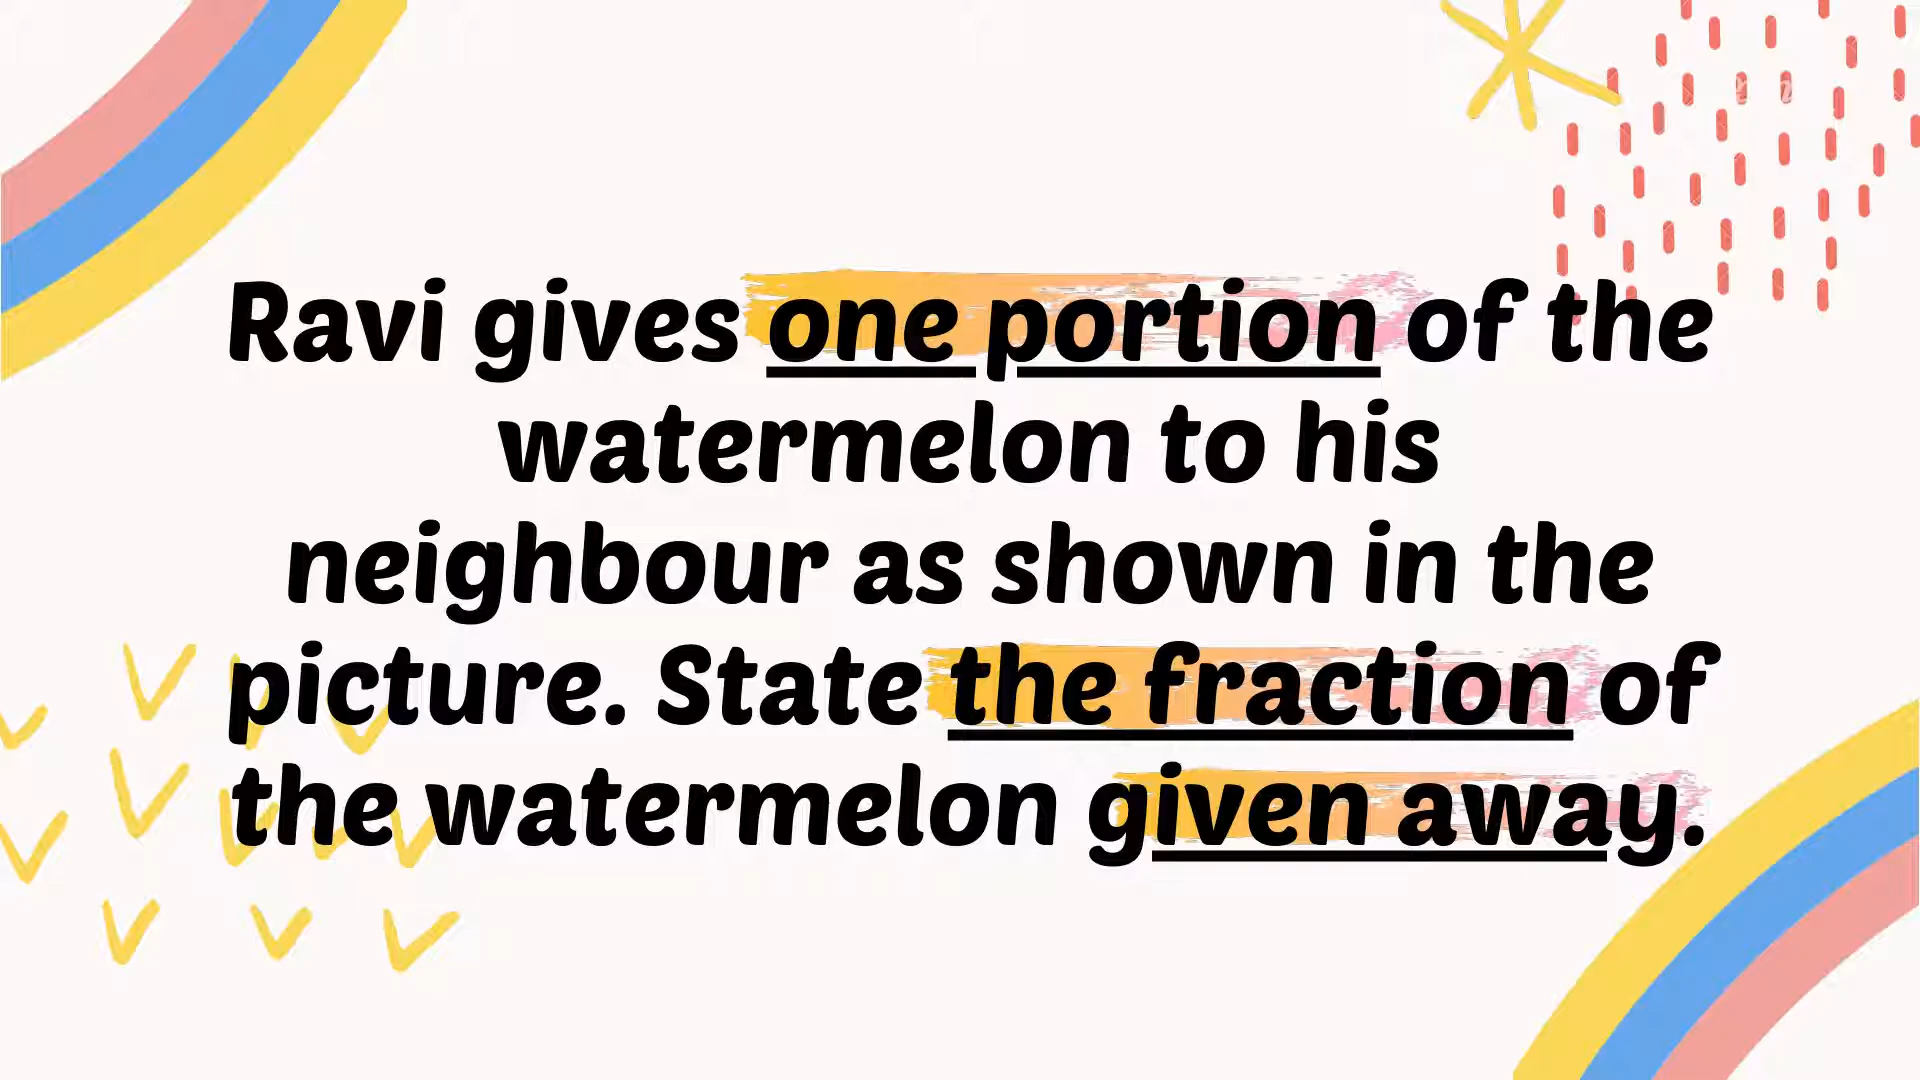 Ravi gives one portion of the
watermelon to his
neighbour as shown in the
picture. State the fraction of
the watermelon given away.